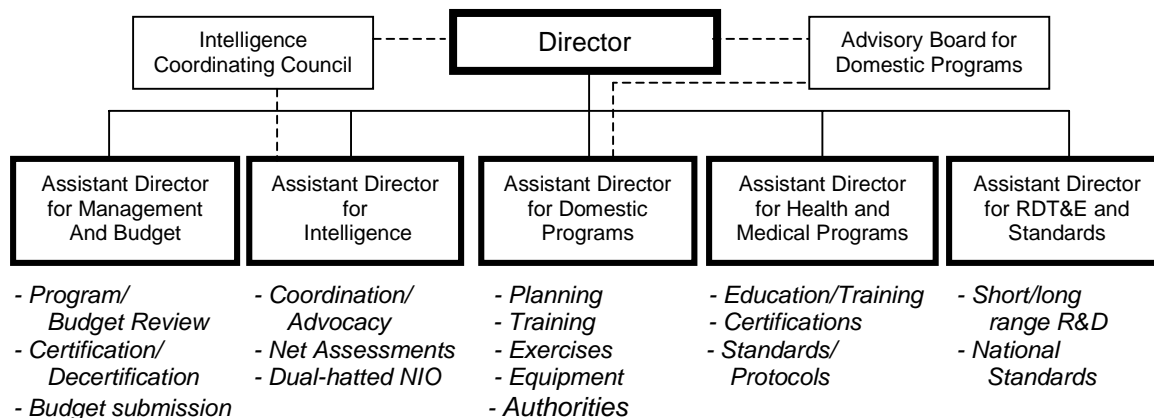 Intelligence
Coordinating Council
Director
Advisory Board for
Domestic Programs
Assistant Director
for Management
And Budget
Assistant Director
for
Intelligence
Assistant Director
for Domestic
Programs
Assistant Director
for Health and
Medical Programs
Assistant Director
for RDT&E and
Standards
- Program/
Budget Review
- Certification/
Decertification
- Budget submission
- Coordination/
Advocacy
- Net Assessments
- Dual-hatted NIO
- Planning
- Training
- Exercises
- Equipment
- Authorities
- Education/Training
- Certifications
- Standards/
Protocols
- Short/long
range R&D
- National
Standards